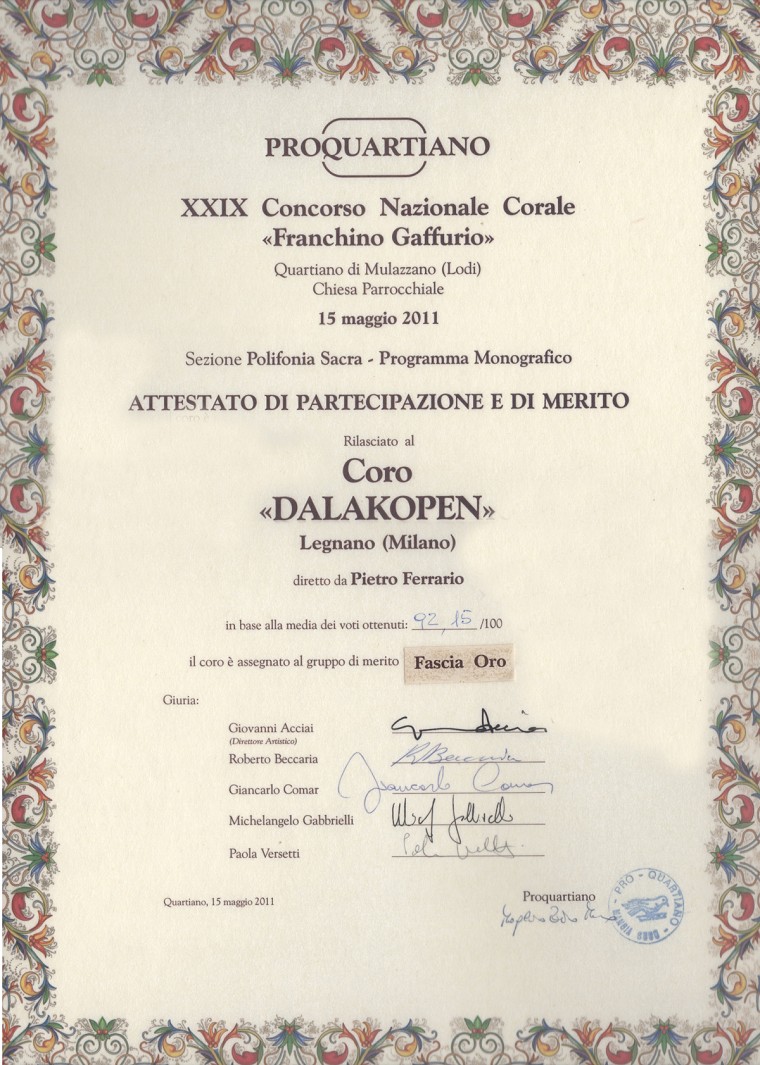 PROQUARTIANO
XXIX Concorso Nazionale Corale
«Franchino Gaffurio»
Quartiano di Mulazzano (Lodi)
Chiesa Parrocchiale
15 maggio 2011
Sezione Polifonia Sacra - Programma Monografico
ATTESTATO DI PARTECIPAZIONE E DI MERITO
Rilasciato al
Coro
«DALAKOPEN»
Legnano (Milano)
diretto da Pietro Ferrario
in base alla media dei voti ottenuti: 92,15 /100
il coro è assegnato al gruppo di merito Fascia Oro
Giuria:
Giovanni Acciai
(Direttore Artistico)
Roberto Beccaria R Beccaria
Giancarlo Comar Giancarlo Comar
Michelangelo Gabbrielli
Paola Versetti
Quartiano, 15 maggio 2011
Proquartiano
PRO - QUARTIANO